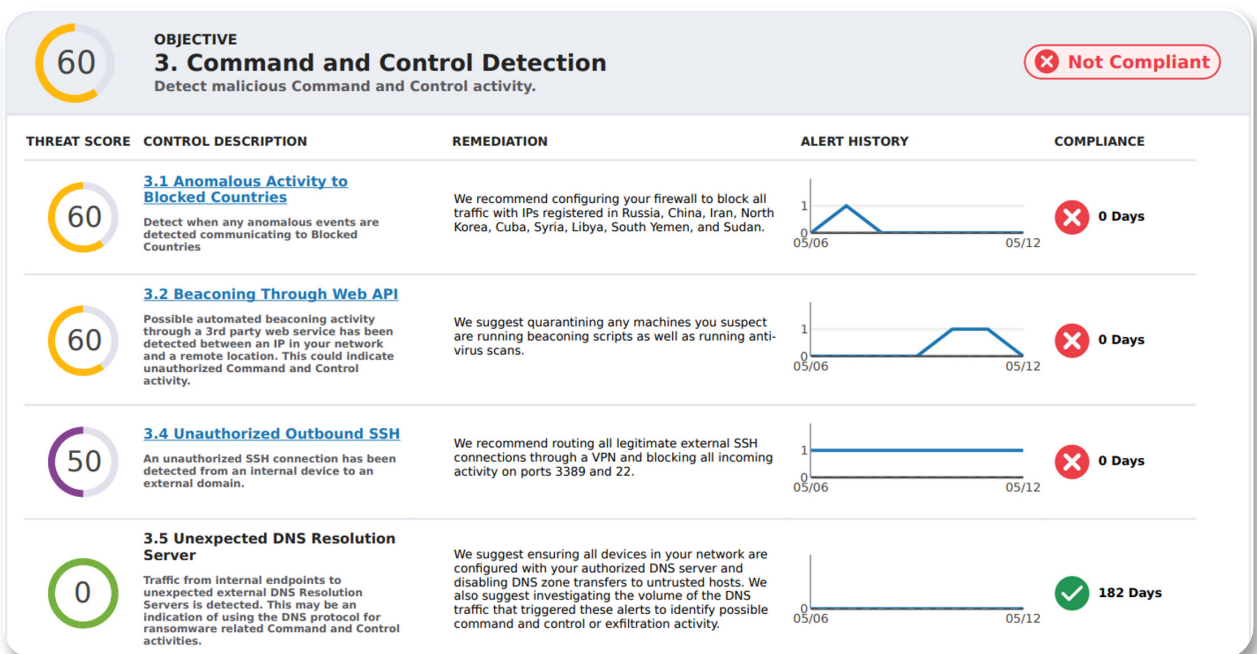 60
OBJECTIVE
3. Command and Control Detection
Detect malicious Command and Control activity.
Not Compliant
THREAT SCORE
CONTROL DESCRIPTION
REMEDIATION
ALERT HISTORY
COMPLIANCE
60
3.1 Anomalous Activity to
Blocked Countries
Detect when any anomalous events are
detected communicating to Blocked
Countries
We recommend configuring your firewall to block all
traffic with IPs registered in Russia, China, Iran, North
Korea, Cuba, Syria, Libya, South Yemen, and Sudan.
1
0
05/06
05/12
0 Days
60
3.2 Beaconing Through Web API
Possible automated beaconing activity
through a 3rd party web service has been
detected between an IP in your network
and a remote location. This could indicate
unauthorized Command and Control
activity.
We suggest quarantining any machines you suspect
are running beaconing scripts as well as running anti-
virus scans.
1
0
05/06
05/12
0 Days
50
3.4 Unauthorized Outbound SSH
An unauthorized SSH connection has been
detected from an internal device to an
external domain.
We recommend routing all legitimate external SSH
connections through a VPN and blocking all incoming
activity on ports 3389 and 22.
1
0
05/06
05/12
0 Days
0
3.5 Unexpected DNS Resolution
Server
Traffic from internal endpoints to
unexpected external DNS Resolution
Servers is detected. This may be an
indication of using the DNS protocol for
ransomware related Command and Control
activities.
We suggest ensuring all devices in your network are
configured with your authorized DNS server and
disabling DNS zone transfers to untrusted hosts. We
also suggest investigating the volume of the DNS
traffic that triggered these alerts to identify possible
command and control or exfiltration activity.
0
05/06
05/12
182 Days